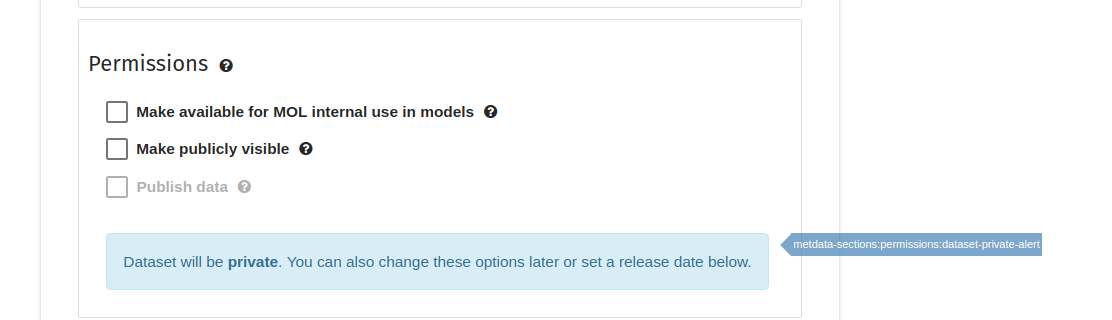 Permissions ?
Make available for MOL internal use in models ?
Make publicly visible ?
Publish data ?
Dataset will be private. You can also change these options later or set a release date below.
metdata-sections:permissions:dataset-private-alert